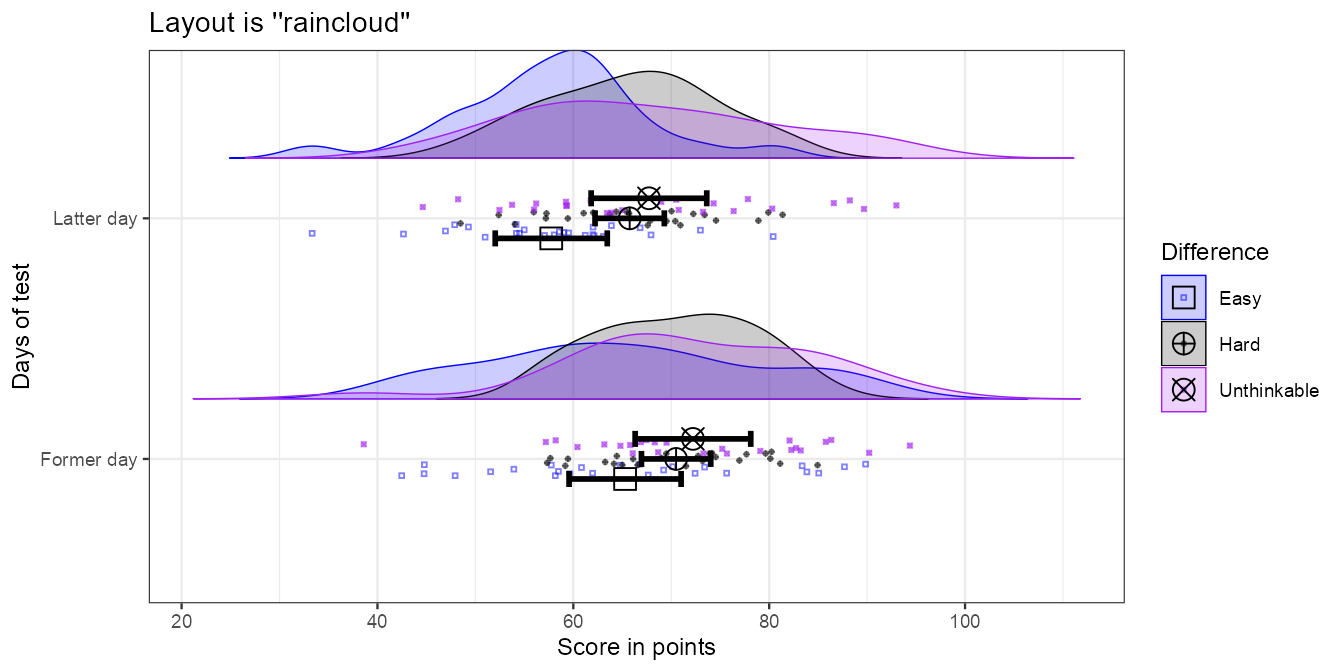 Layout is ''raincloud''
Days of test
Latter day
Former day
20 40 60 80 100
Score in points
Difference
Easy
Hard
Unthinkable